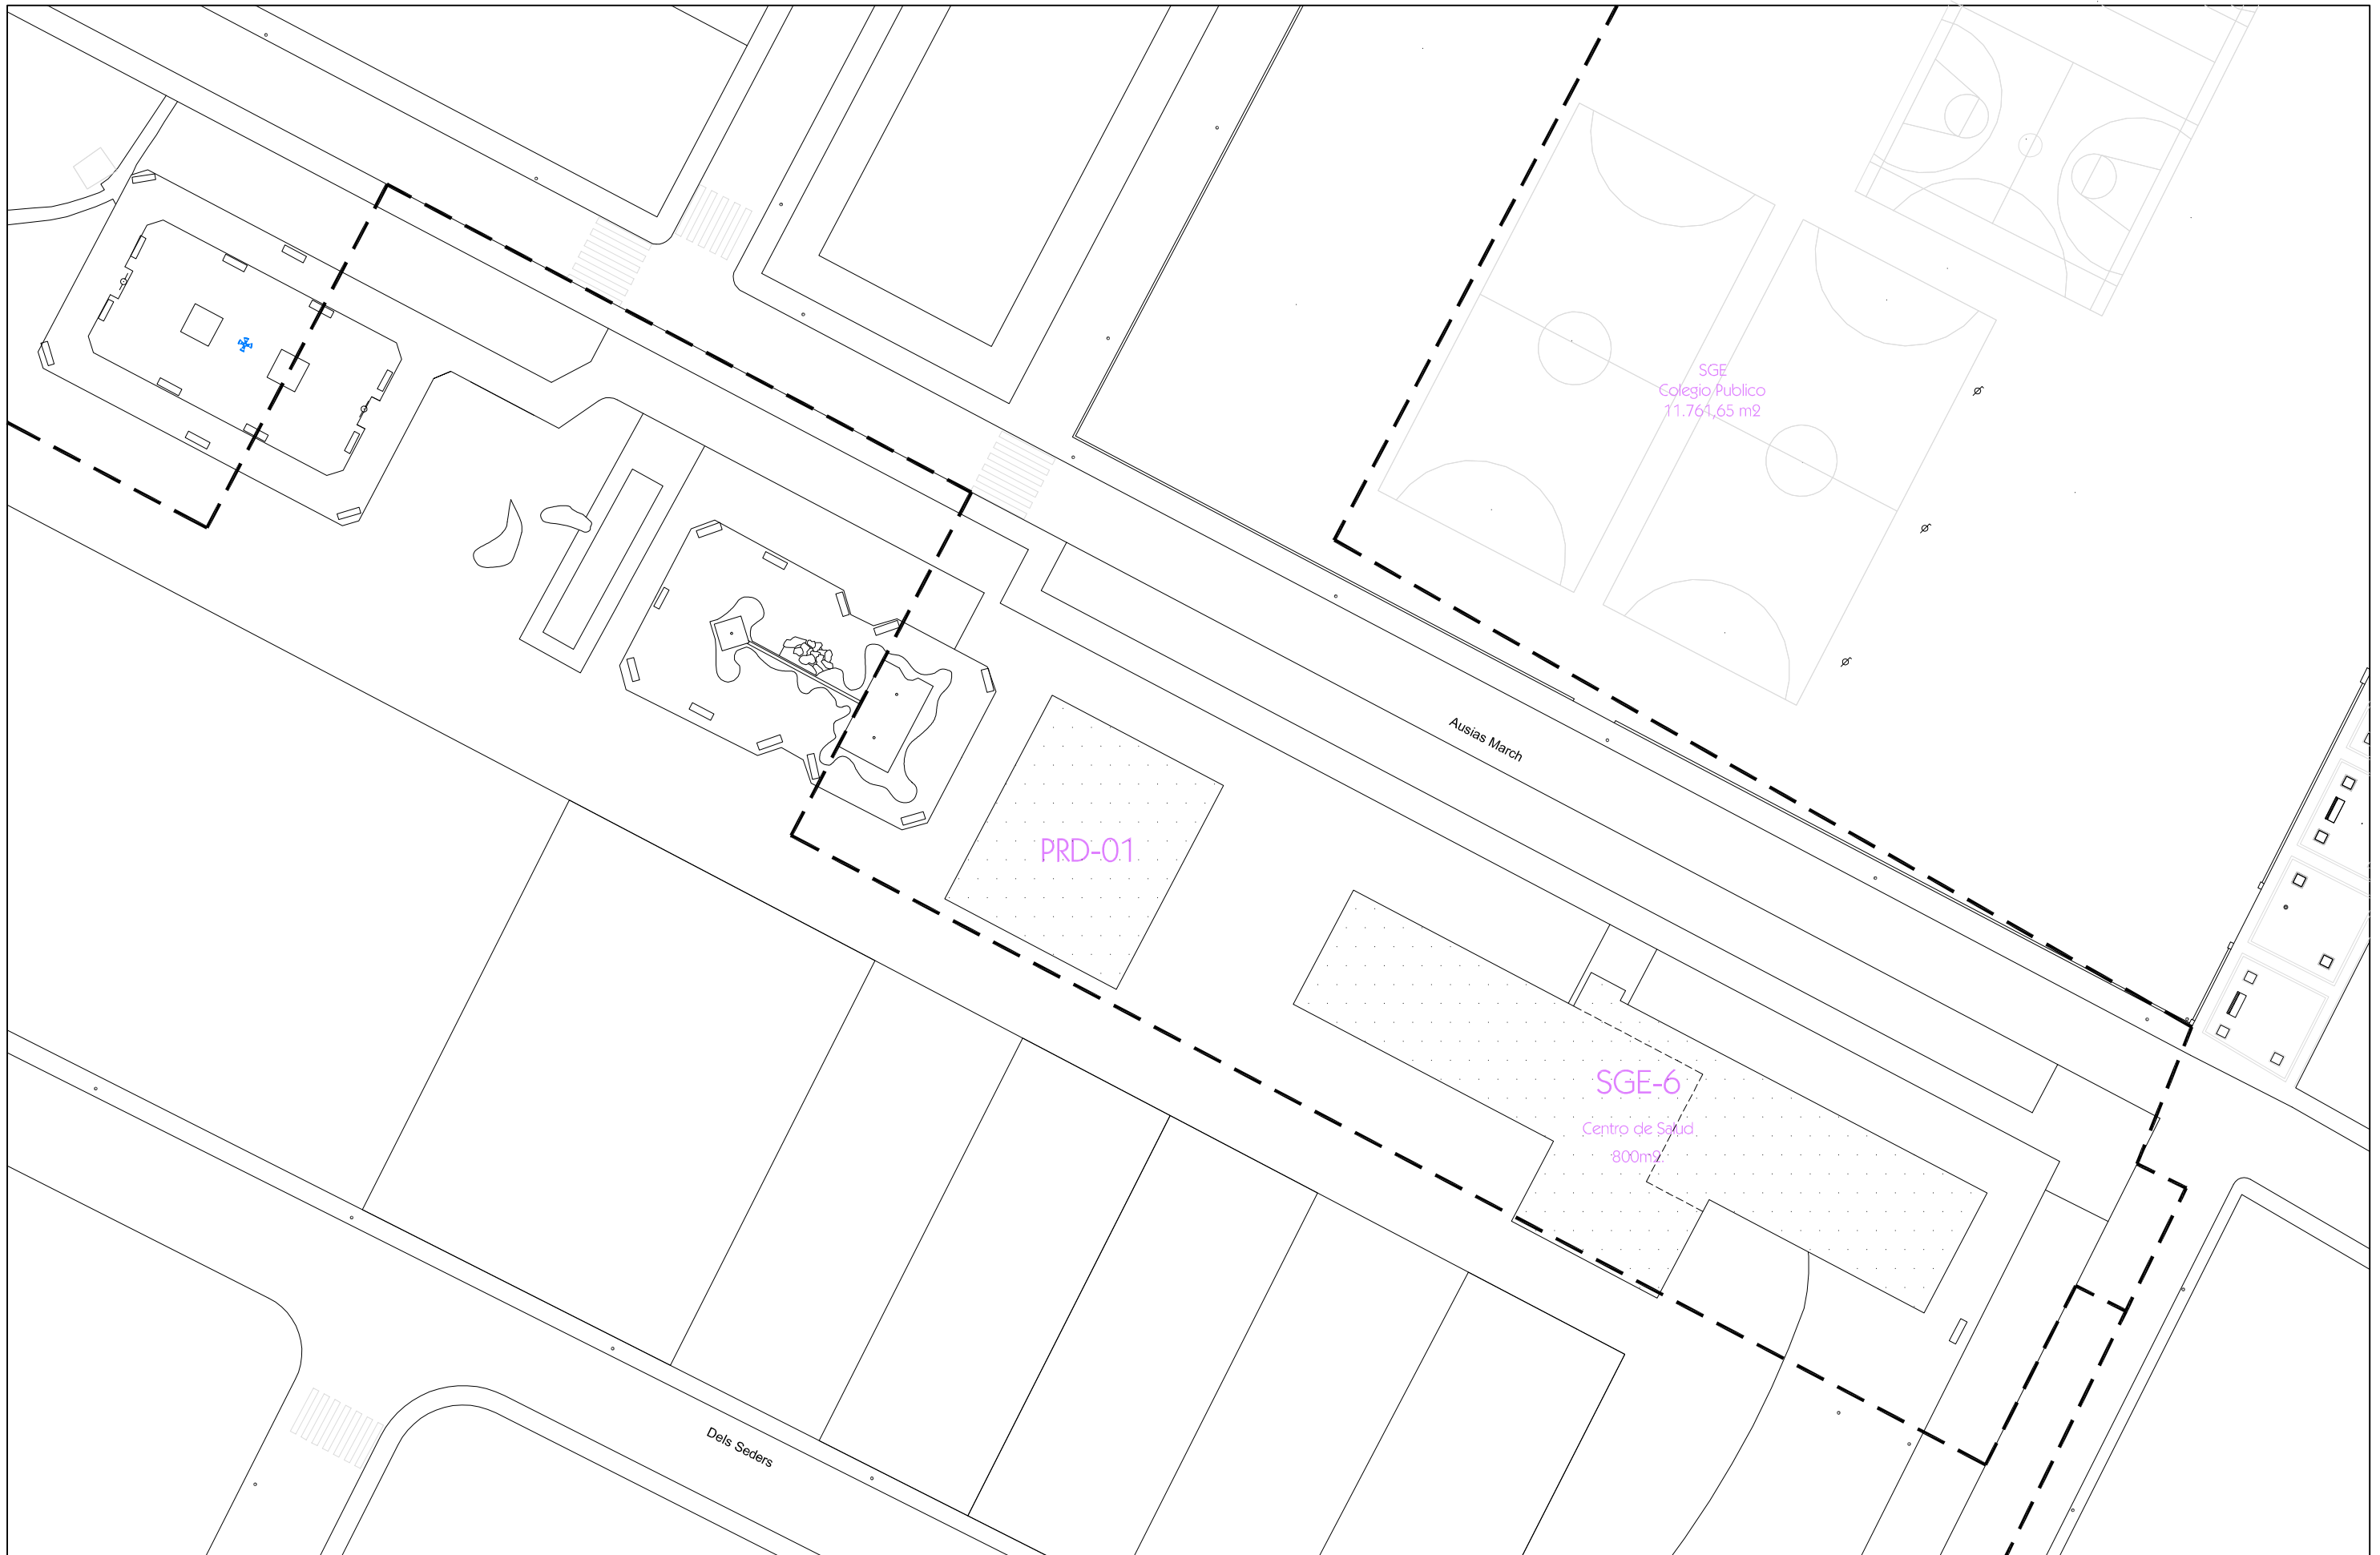 SGE
Colegio Publico
11.761,65 m2
Ausias March
PRD-01
SGE-6
Centro de Salud
800m2.
Dels Seders